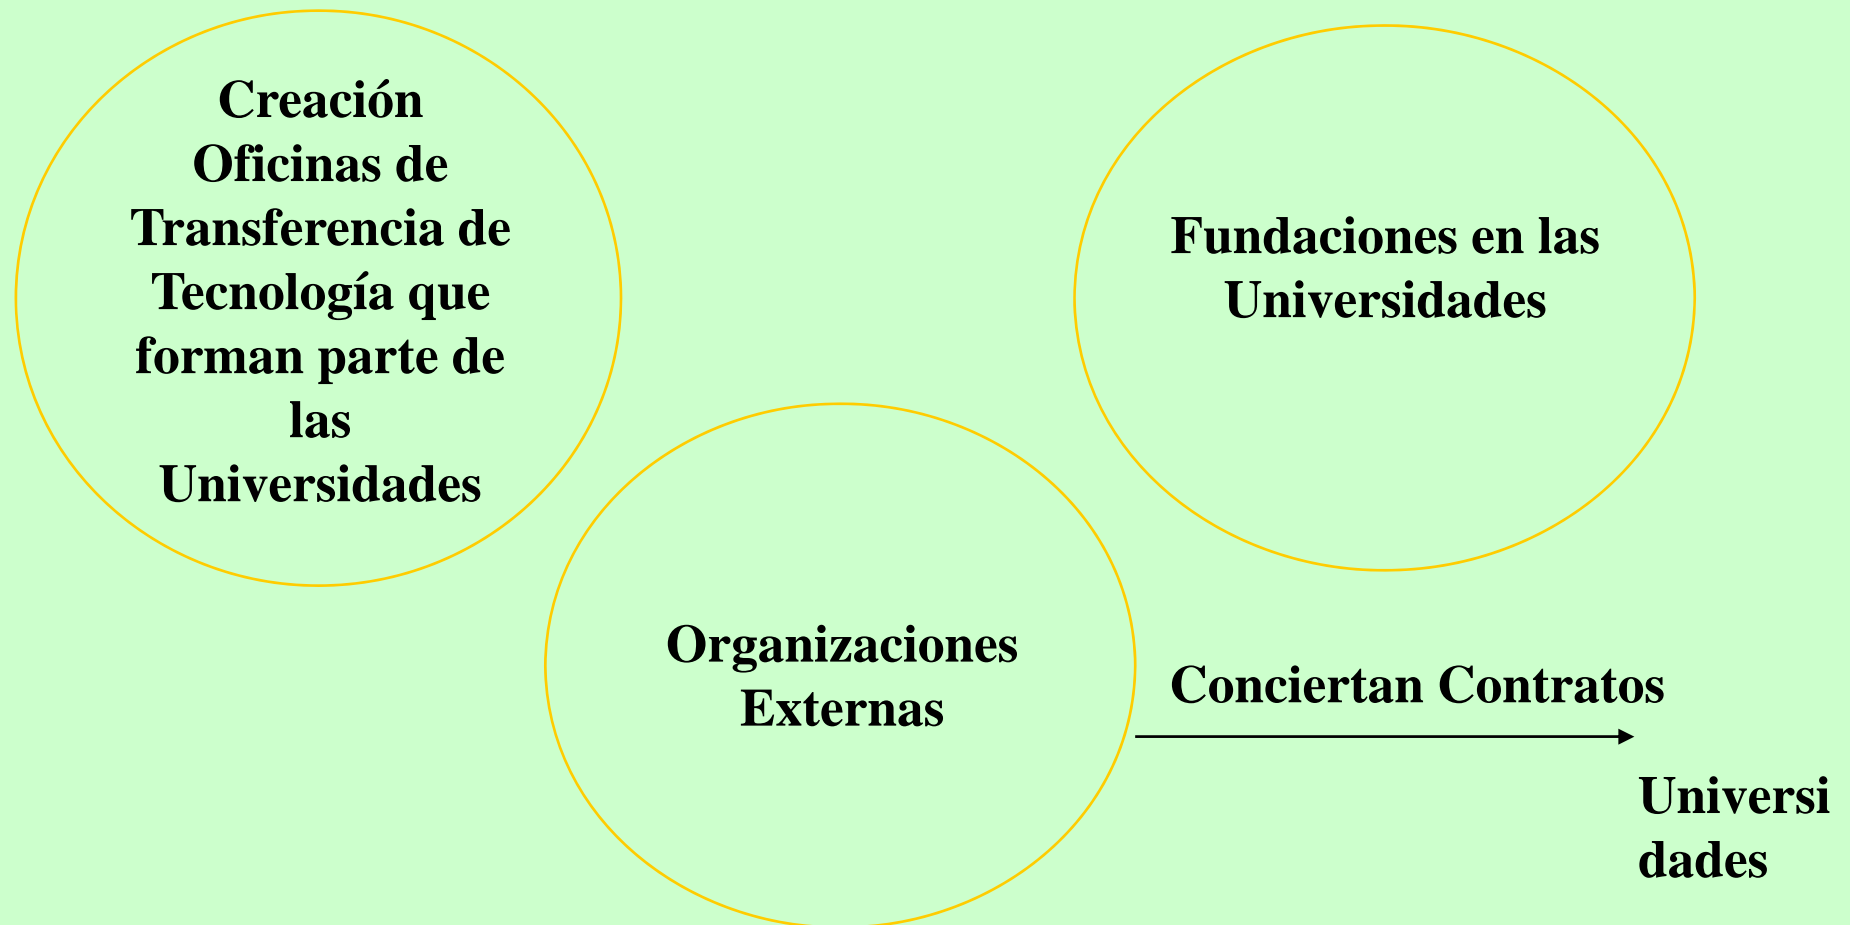 Creación
Oficinas de
Transferencia de
Tecnología que
forman parte de
las
Universidades
Fundaciones en las
Universidades
Organizaciones
Externas
Conciertan Contratos
Universi
dades